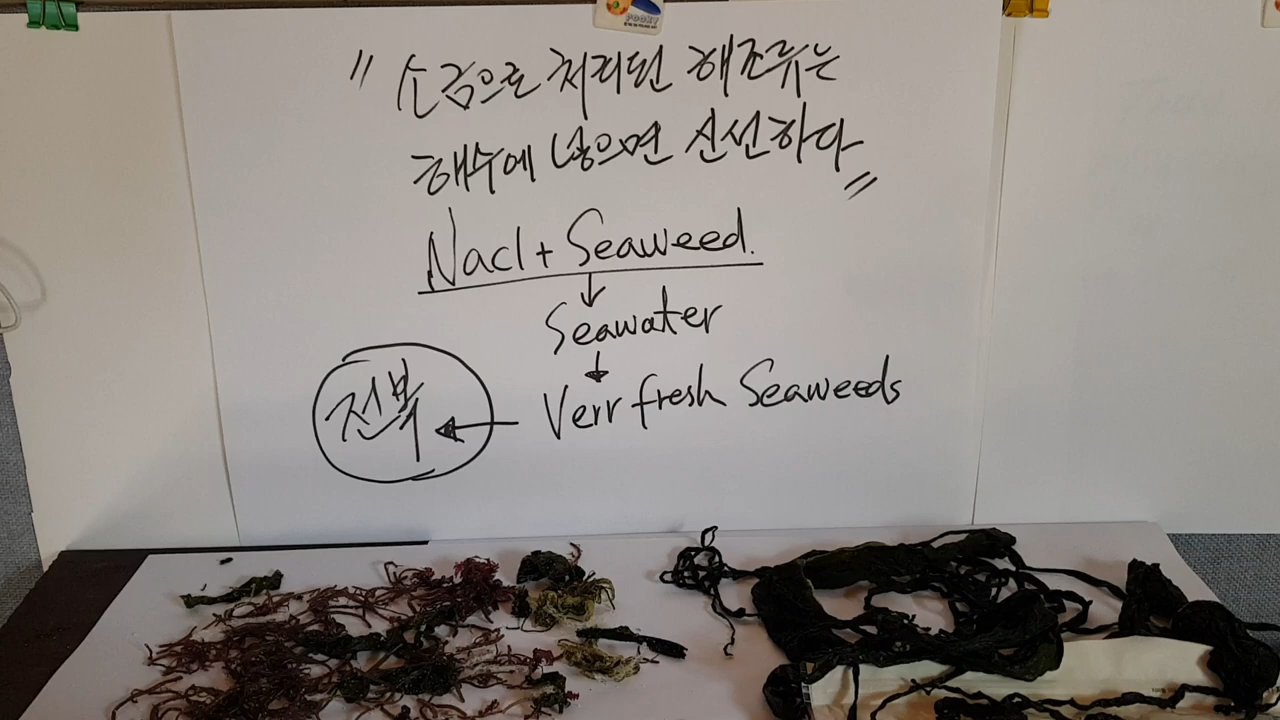 " 소금으로 처리된 해조류는
해수에 넣으면 신선하다 "
Nacl + Seaweed.
Seawater
전복 Verr fresh Seaweeds
POOKY